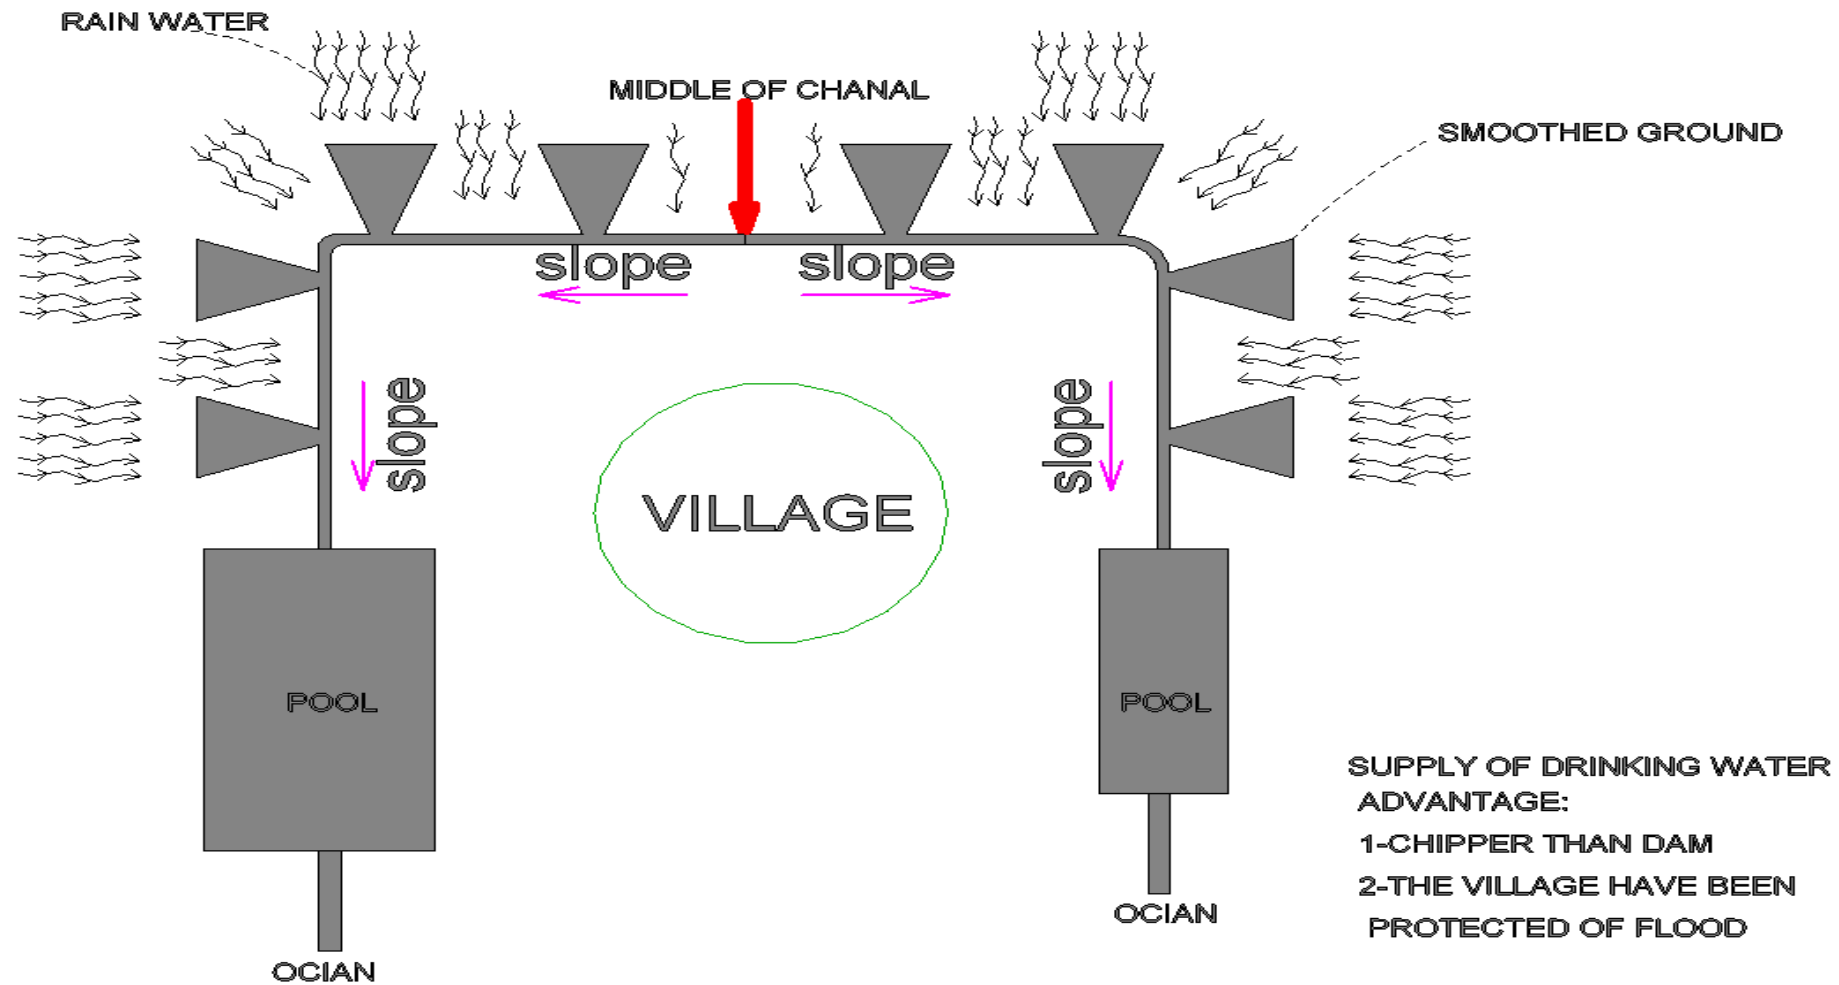 RAIN WATER
MIDDLE OF CHANAL
SMOOTHED GROUND
slope
slope
slope
slope
VILLAGE
POOL
POOL
SUPPLY OF DRINKING WATER
ADVANTAGE:
1-CHIPPER THAN DAM
2-THE VILLAGE HAVE BEEN
PROTECTED OF FLOOD
OCIAN
OCIAN